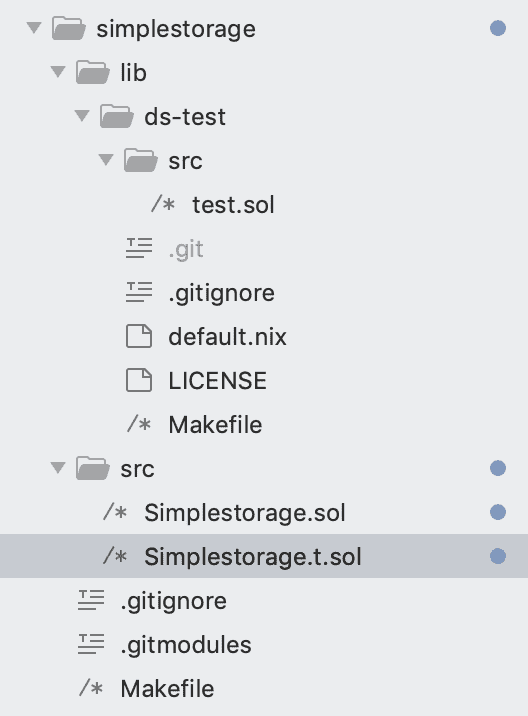 simplestorage
lib
ds-test
src
test.sol
.git
.gitignore
default.nix
LICENSE
Makefile
src
Simplestorage.sol
Simplestorage.t.sol
.gitignore
.gitmodules
Makefile